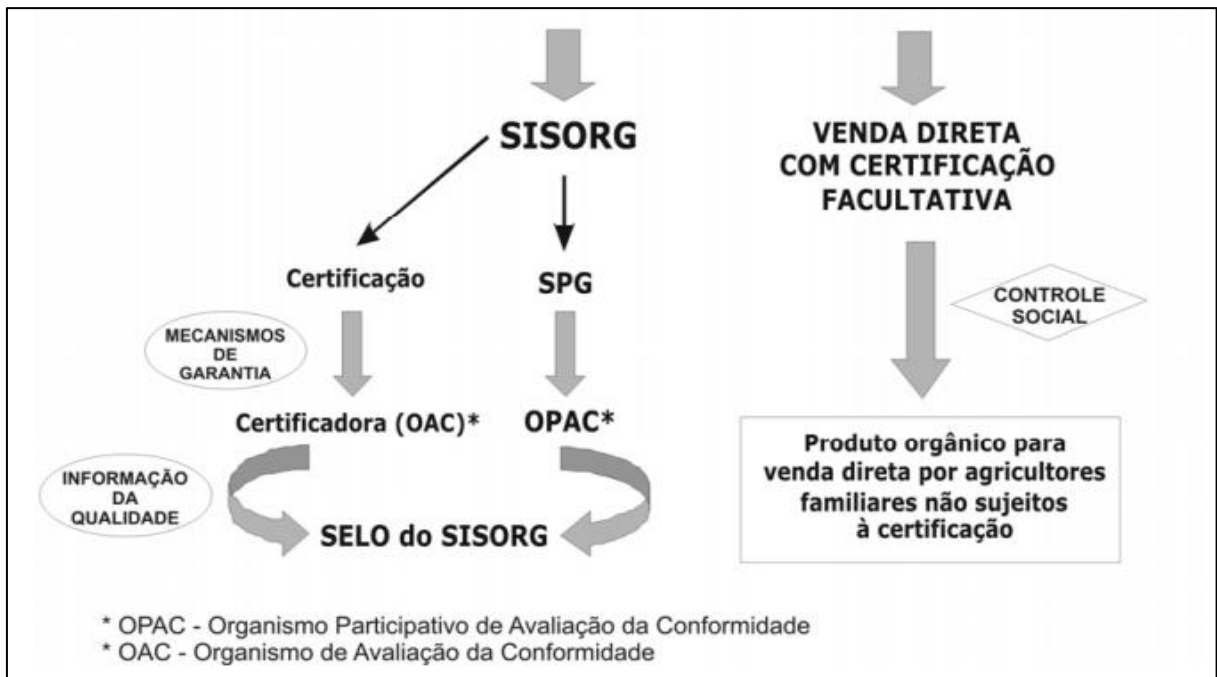 SISORG
VENDA DIRETA
COM CERTIFICAÇÃO
FACULTATIVA
Certificação
SPG
CONTROLE
SOCIAL
MECANISMOS
DE
GARANTIA
Certificadora (OAC)*
OPAC*
Produto orgânico para
venda direta por agricultores
familiares não sujeitos
à certificação
INFORMAÇÃO
DA
QUALIDADE
SELO do SISORG
* OPAC - Organismo Participativo de Avaliação da Conformidade
* OAC - Organismo de Avaliação da Conformidade